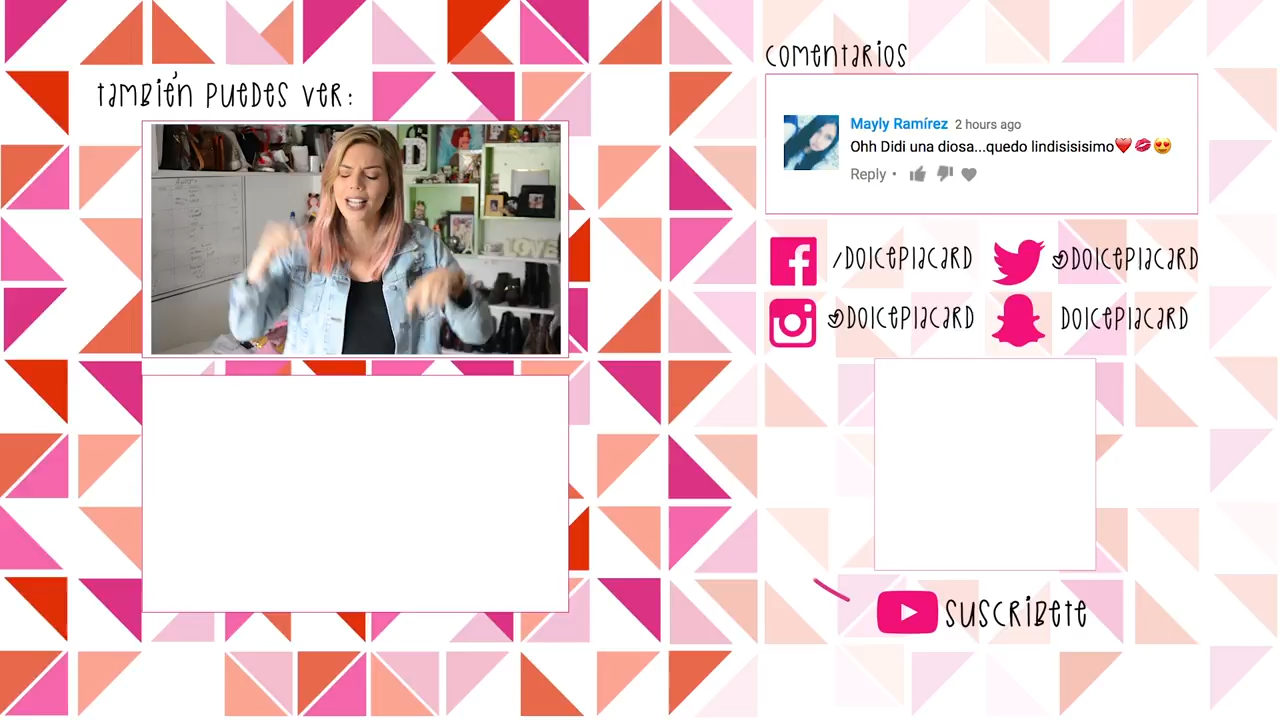 también puedes ver:
LOVE
comentarios
Mayly Ramírez 2 hours ago
Ohh Didi una diosa...quedo lindisisisimo❤️💋😍
Reply •
/DOlCePlACARD
@DOlCePlACARD
@DOlCePlACARD
DOlCePlACARD
SUSCRÍBETE